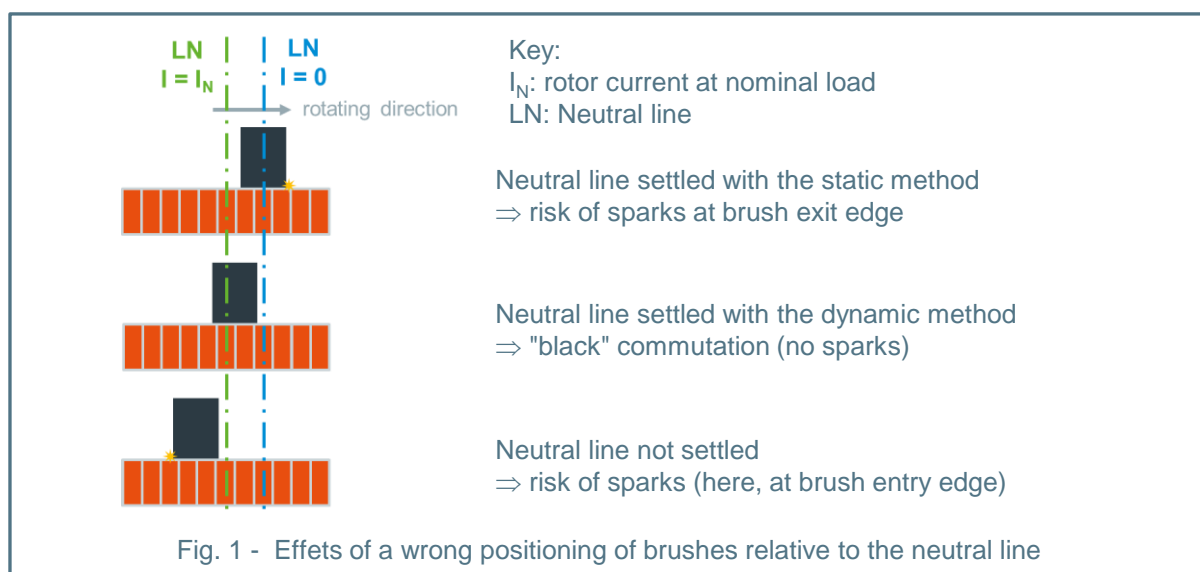 LN
I = I_N
LN
I = 0
rotating direction
Key:
I_N: rotor current at nominal load
LN: Neutral line
Neutral line settled with the static method
⇒ risk of sparks at brush exit edge
Neutral line settled with the dynamic method
⇒ "black" commutation (no sparks)
Neutral line not settled
⇒ risk of sparks (here, at brush entry edge)
Fig. 1 - Effets of a wrong positioning of brushes relative to the neutral line